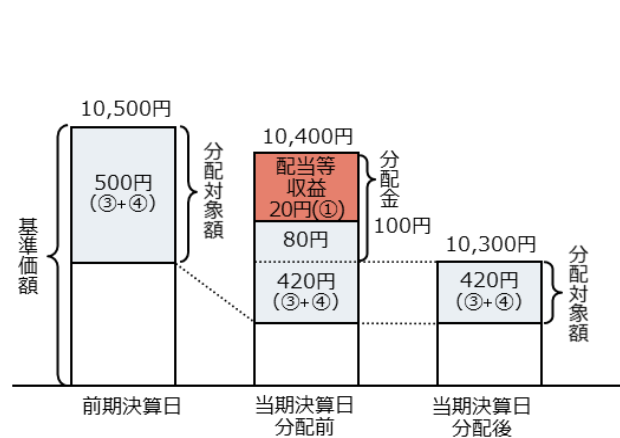 10,500円
500円
(③+④)
分配対象額
基準価額
前期決算日
10,400円
配当等
収益
20円(①)
80円
420円
(③+④)
分配金
100円
当期決算日
分配前
10,300円
420円
(③+④)
分配対象額
当期決算日
分配後